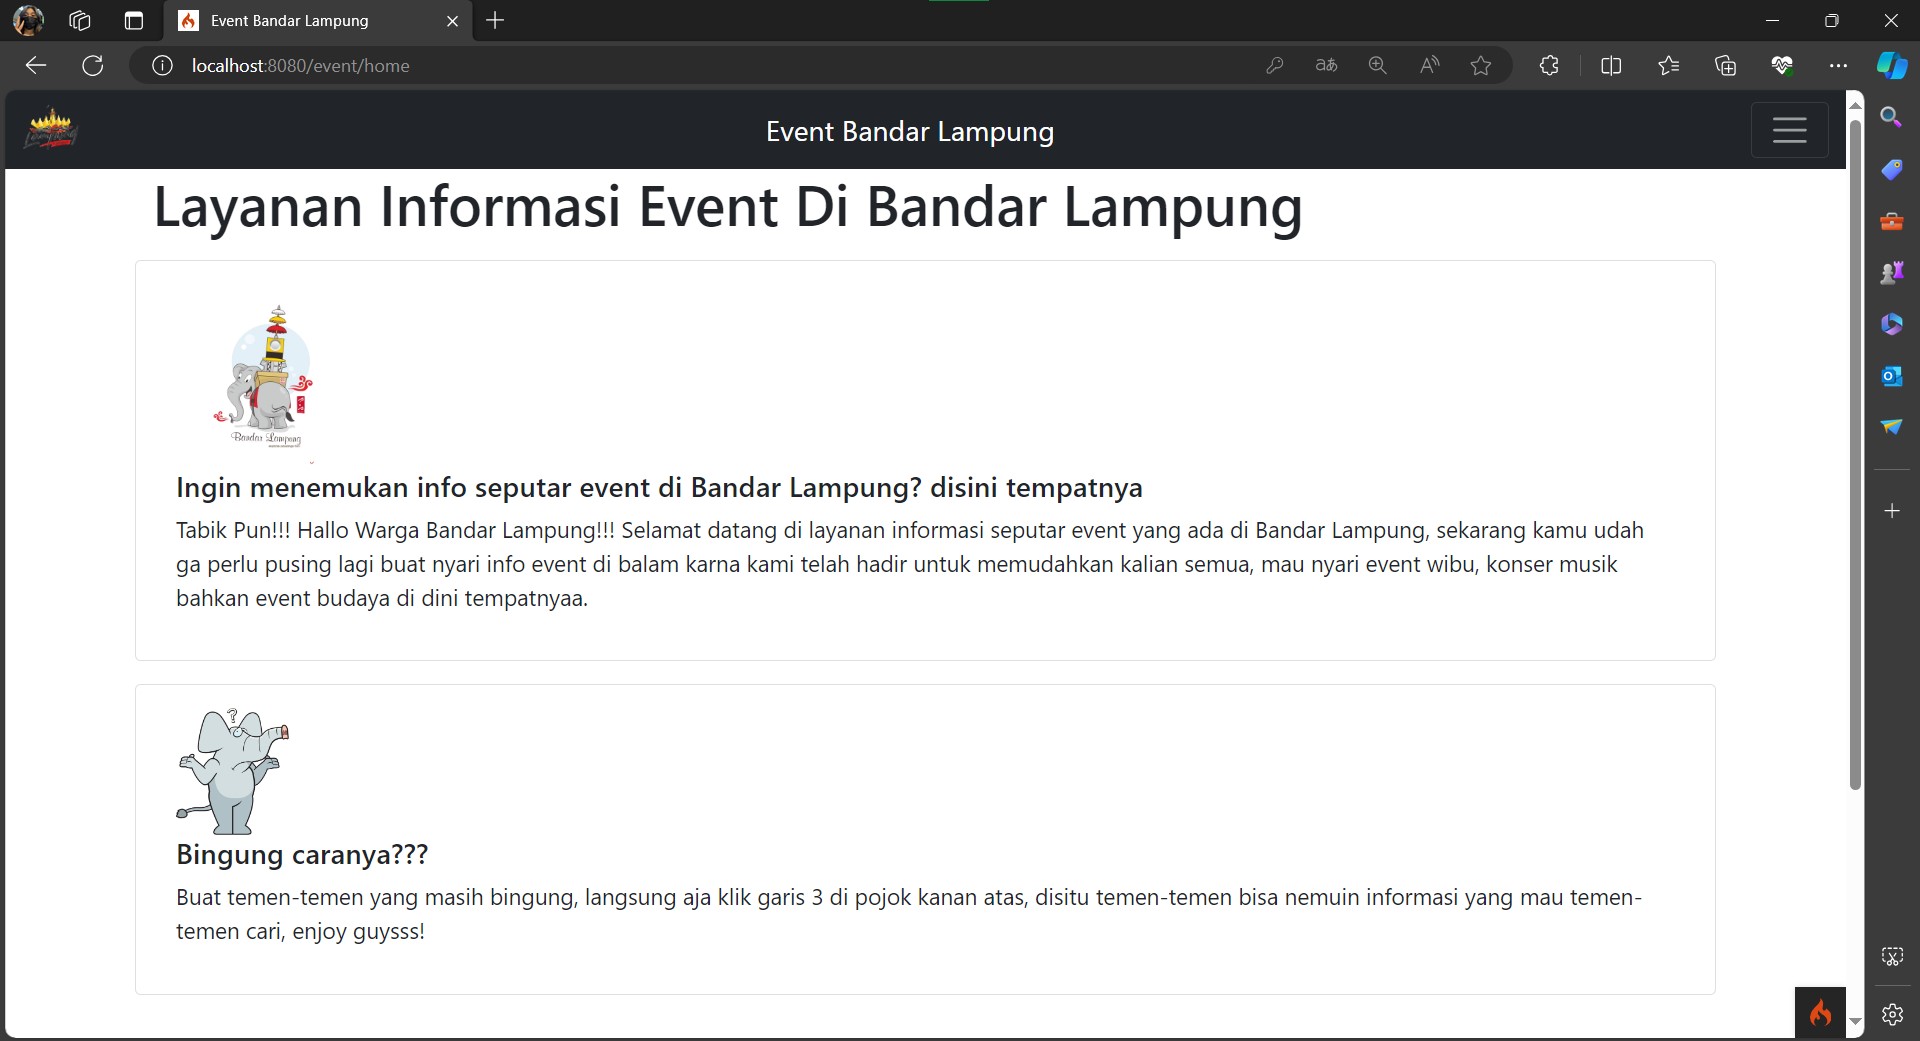 Event Bandar Lampung
localhost:8080/event/home
Event Bandar Lampung
Layanan Informasi Event Di Bandar Lampung
Bandar Lampung
Ingin menemukan info seputar event di Bandar Lampung? disini tempatnya
Tabik Pun!!! Hallo Warga Bandar Lampung!!! Selamat datang di layanan informasi seputar event yang ada di Bandar Lampung, sekarang kamu udah
ga perlu pusing lagi buat nyari info event di balam karna kami telah hadir untuk memudahkan kalian semua, mau nyari event wibu, konser musik
bahkan event budaya di dini tempatnyaa.
?
Bingung caranya???
Buat temen-temen yang masih bingung, langsung aja klik garis 3 di pojok kanan atas, disitu temen-temen bisa nemuin informasi yang mau temen-
temen cari, enjoy guysss!